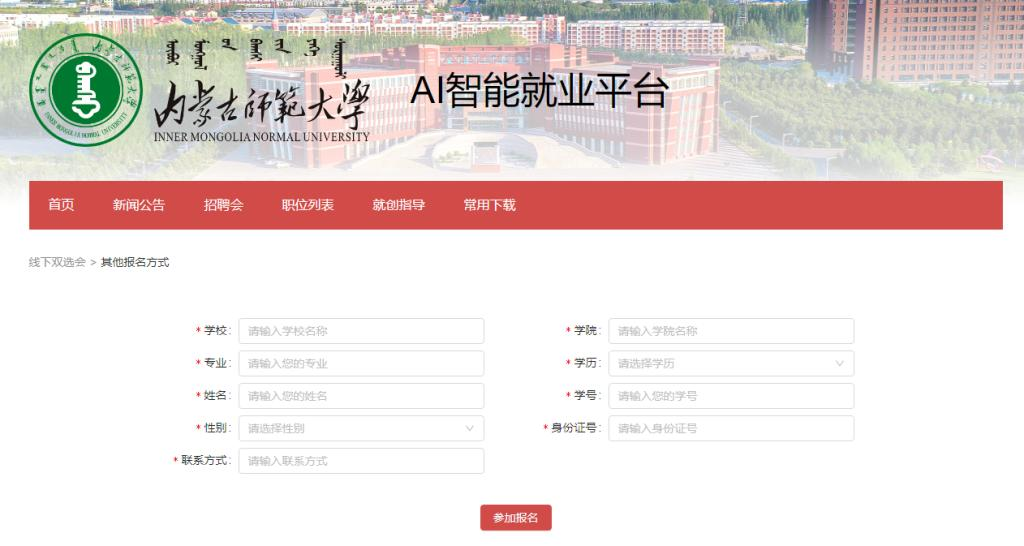 内蒙古師範大學
INNER MONGOLIA NORMAL UNIVERSITY
AI智能就业平台
首页 新闻公告 招聘会 职位列表 就创指导 常用下载
线下双选会 > 其他报名方式
* 学校: 请输入学校名称 * 学院: 请输入学院名称
* 专业: 请输入您的专业 * 学历: 请选择学历
* 姓名: 请输入您的姓名 * 学号: 请输入您的学号
* 性别: 请选择性别 * 身份证号: 请输入身份证号
* 联系方式: 请输入联系方式
参加报名